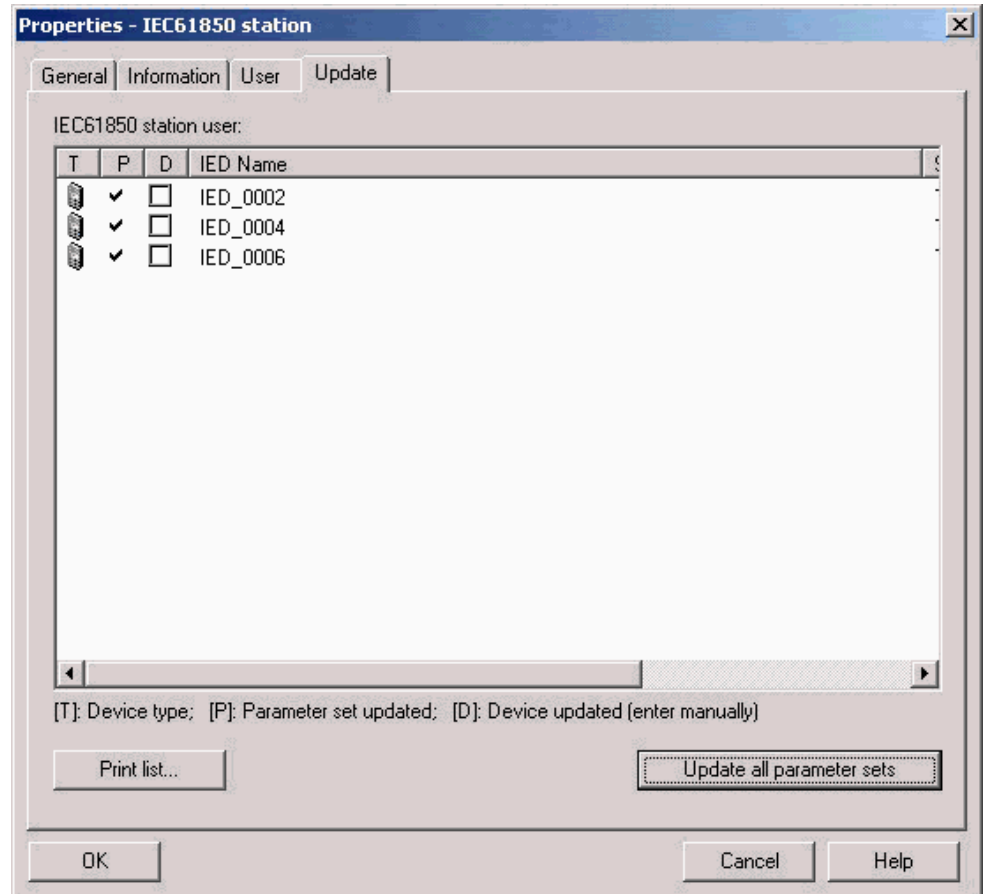 Properties - IEC61850 station
General Information User Update
IEC61850 station user:
T P D IED Name
IED_0002
IED_0004
IED_0006
[T]: Device type; [P]: Parameter set updated; [D]: Device updated (enter manually)
Print list... Update all parameter sets
OK Cancel Help